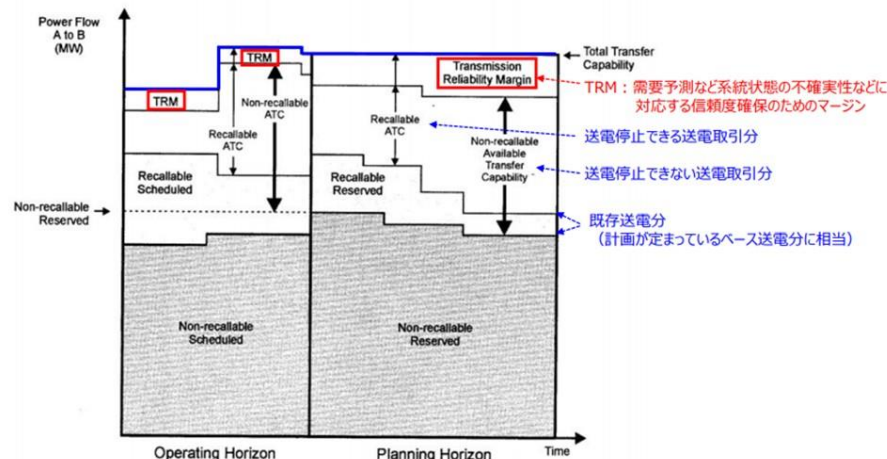 Power Flow
A to B
(MW)
TRM
TRM
Non-recallable
ATC
Recallable
ATC
Recallable
Scheduled
Non-recallable
Reserved
Non-recallable
Scheduled
Operating Horizon
Transmission
Reliability Margin
Recallable
ATC
Non-recallable
Available
Transfer
Capability
Recallable
Reserved
Non-recallable
Reserved
Planning Horizon
Time
Total Transfer
Capability
TRM：需要予測など系統状態の不確実性などに
対応する信頼度確保のためのマージン
送電停止できる送電取引分
送電停止できない送電取引分
既存送電分
（計画が定まっているベース送電分に相当）